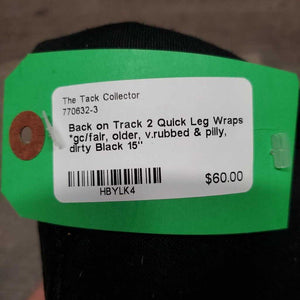 The Tack Collector
770632-3
Back on Track 2 Quick Leg Wraps
*gc/fair, older, v.rubbed & pilly,
dirty Black 15"
HBYLK4
$60.00